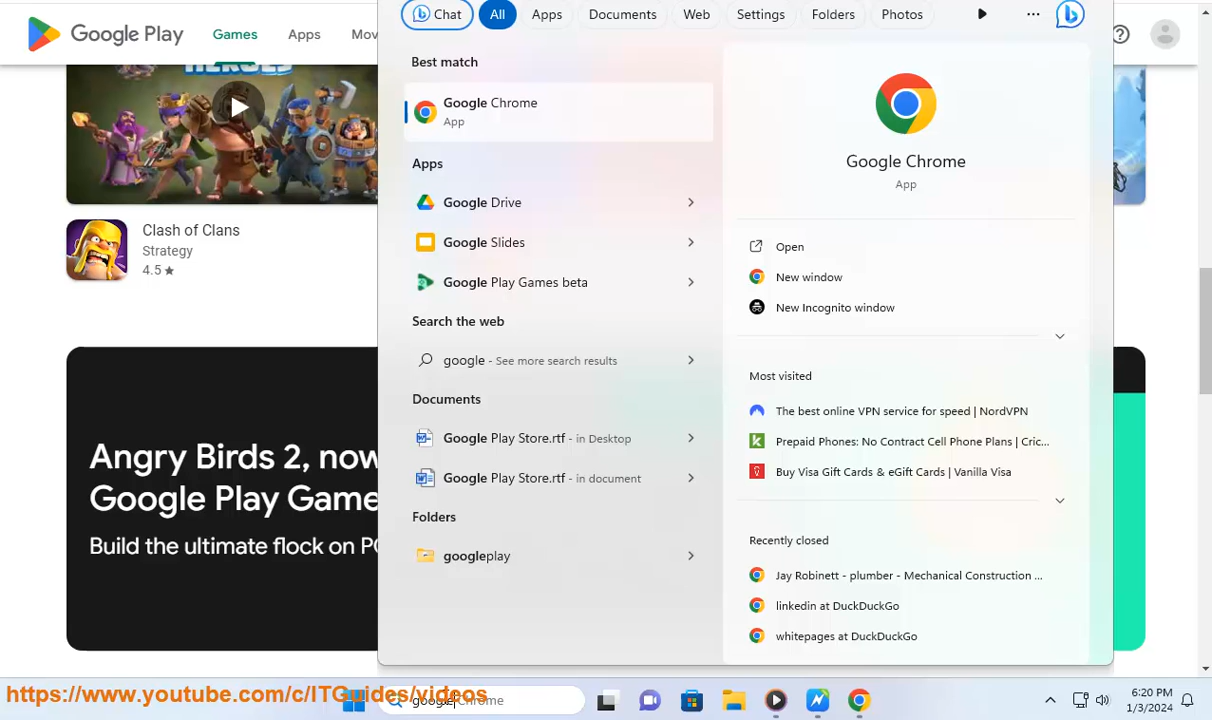 Google Play
Games
Apps
Mov
Clash of Clans
Strategy
4.5 ★
Angry Birds 2, now
Google Play Game
Build the ultimate flock on PC
Chat
All
Apps
Documents
Web
Settings
Folders
Photos
Best match
Google Chrome
App
Apps
Google Drive
Google Slides
Google Play Games beta
Search the web
google - See more search results
Documents
Google Play Store.rtf - in Desktop
Google Play Store.rtf - in document
Folders
googleplay
Google Chrome
App
Open
New window
New Incognito window
Most visited
The best online VPN service for speed | NordVPN
Prepaid Phones: No Contract Cell Phone Plans | Cric...
Buy Visa Gift Cards & eGift Cards | Vanilla Visa
Recently closed
Jay Robinett - plumber - Mechanical Construction ...
linkedin at DuckDuckGo
whitepages at DuckDuckGo
https://www.youtube.com/c/ITGuides/videos
google Chrome
6:20 PM
1/3/2024